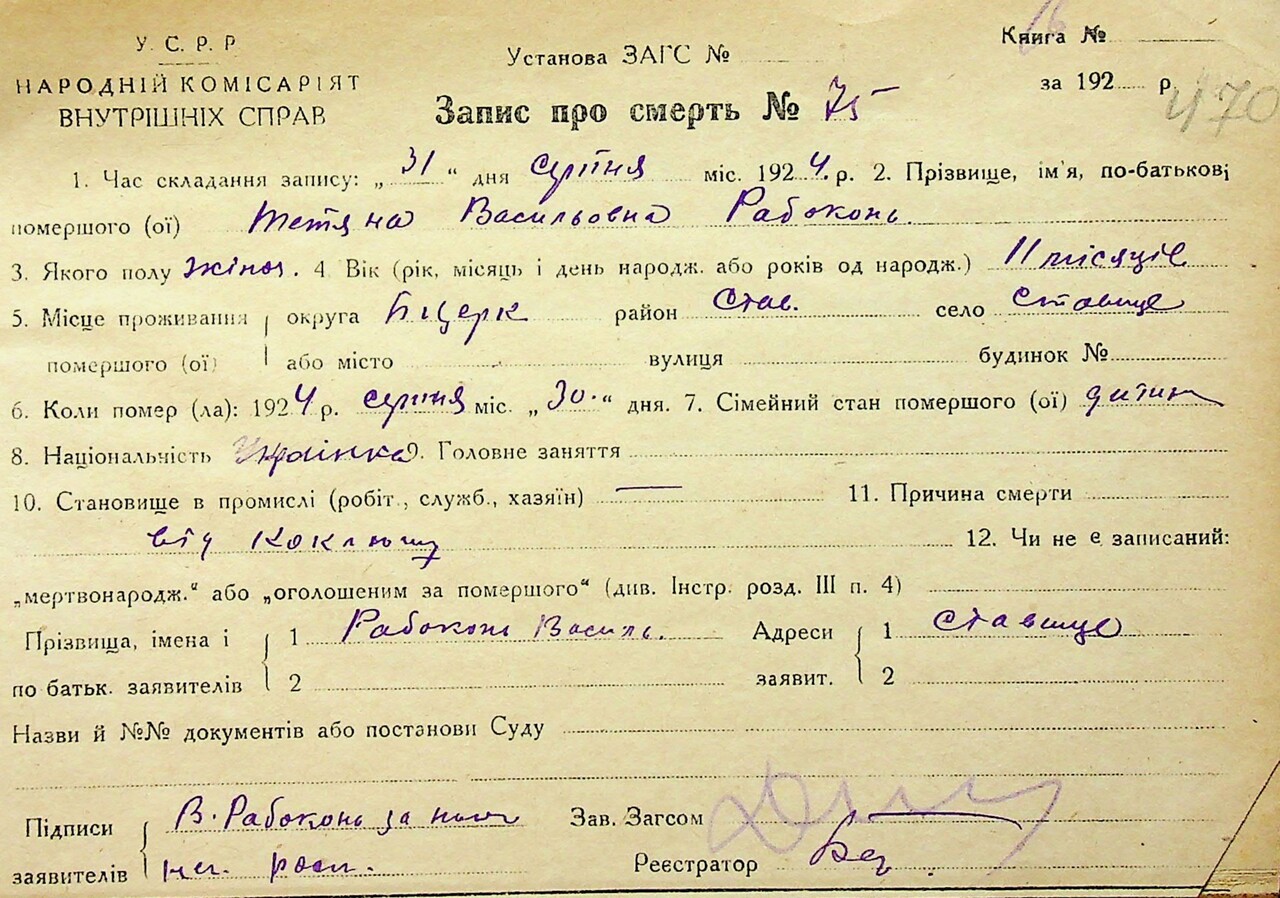 У. С. Р. Р
НАРОДНІЙ КОМІСАРІЯТ
ВНУТРІШНІХ СПРАВ
Установа ЗАГС №
Запис про смерть № 75
Книга №
за 192 р.
470
1. Час складання запису: „31“ дня серпня міс. 1924 р. 2. Прізвище, ім'я, по-батькові
помершого (ої) Тетяна Васильовна Рабоконь
3. Якого полу жіноч. 4 Вік (рік, місяць і день народж. або років од народж.) 11 місяців
5. Місце проживання округа Б. Церк район Став. село Ставище
помершого (ої) або місто вулиця будинок №
6. Коли помер (ла): 1924 р. серпня міс. „30.“ дня. 7. Сімейний стан помершого (ої) дитина
8. Національність Українка 9. Головне заняття
10. Становище в промислі (робіт., служб., хазяїн) — 11. Причина смерти
від коклюшу 12. Чи не є записаний:
„мертвонародж.“ або „оголошеним за помершого“ (див. Інстр. розд. III п. 4)
Прізвища, імена і 1 Рабоконь Василь. Адреси 1 Ставище
по батьк. заявителів 2 заявит. 2
Назви й №№ документів або постанови Суду
Підписи В. Рабоконь за Зав. Загсом
заявителів Реєстратор